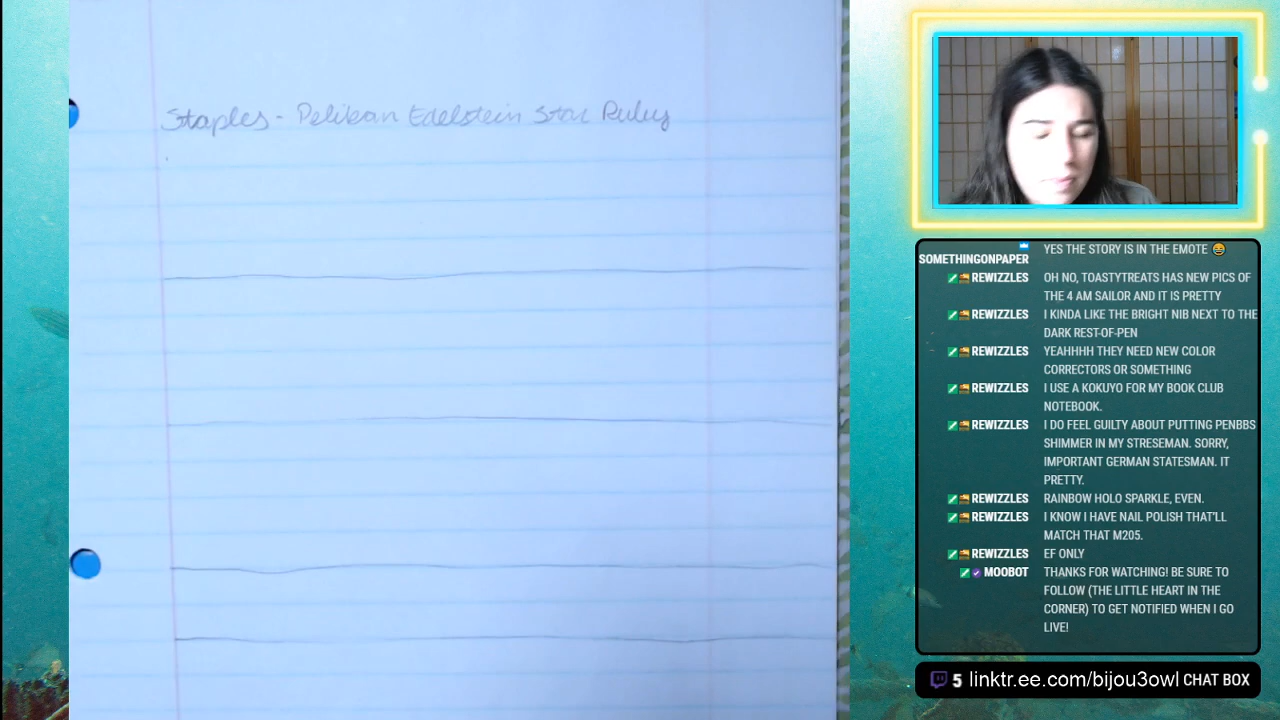 Staples - Pelikan Edelstein Star Ruby
YES THE STORY IS IN THE EMOTE 😂
SOMETHINGONPAPER
REWIZZLES OH NO, TOASTYTREATS HAS NEW PICS OF
THE 4 AM SAILOR AND IT IS PRETTY
REWIZZLES I KINDA LIKE THE BRIGHT NIB NEXT TO THE
DARK REST-OF-PEN
REWIZZLES YEAHHHH THEY NEED NEW COLOR
CORRECTORS OR SOMETHING
REWIZZLES I USE A KOKUYO FOR MY BOOK CLUB
NOTEBOOK.
REWIZZLES I DO FEEL GUILTY ABOUT PUTTING PENBBS
SHIMMER IN MY STRESEMAN. SORRY,
IMPORTANT GERMAN STATESMAN. IT
PRETTY.
REWIZZLES RAINBOW HOLO SPARKLE, EVEN.
REWIZZLES I KNOW I HAVE NAIL POLISH THAT'LL
MATCH THAT M205.
REWIZZLES EF ONLY
MOOBOT THANKS FOR WATCHING! BE SURE TO
FOLLOW (THE LITTLE HEART IN THE
CORNER) TO GET NOTIFIED WHEN I GO
LIVE!
5 linktr.ee.com/bijou3owl CHAT BOX